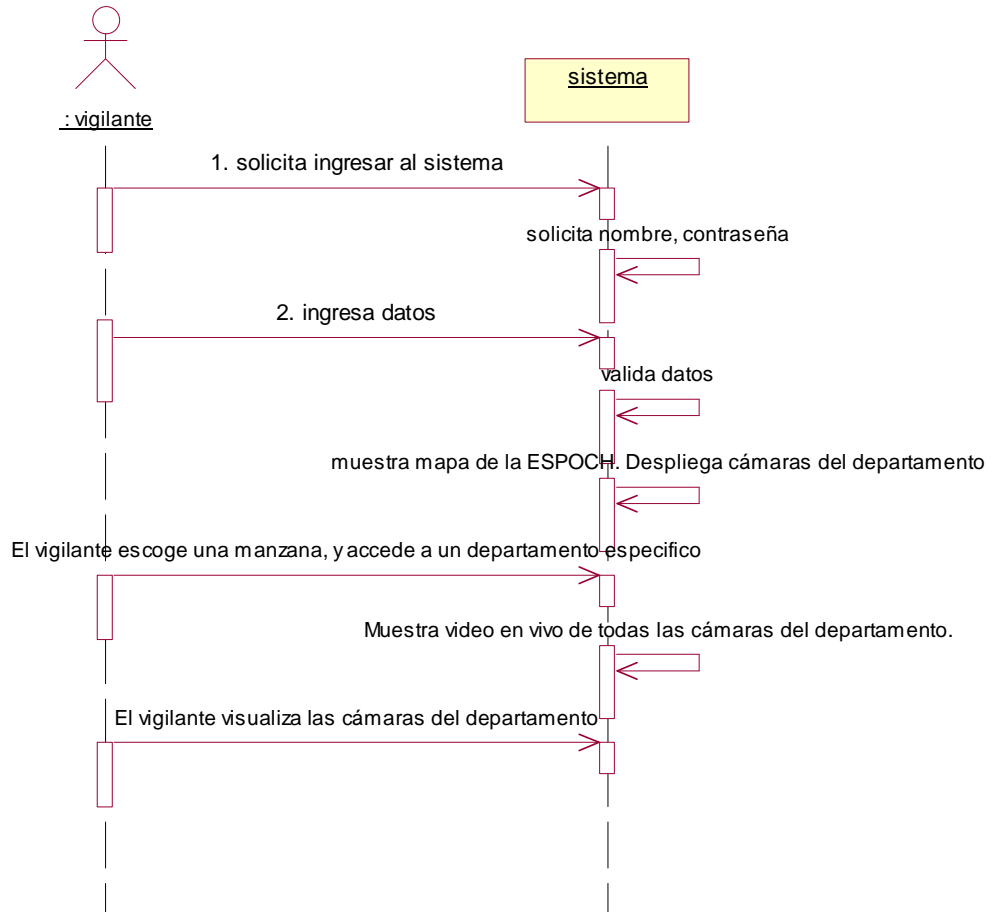 sistema
: vigilante
1. solicita ingresar al sistema
solicita nombre, contraseña
2. ingresa datos
valida datos
muestra mapa de la ESPOCH. Despliega cámaras del departamento
El vigilante escoge una manzana, y accede a un departamento especifico
Muestra video en vivo de todas las cámaras del departamento.
El vigilante visualiza las cámaras del departamento